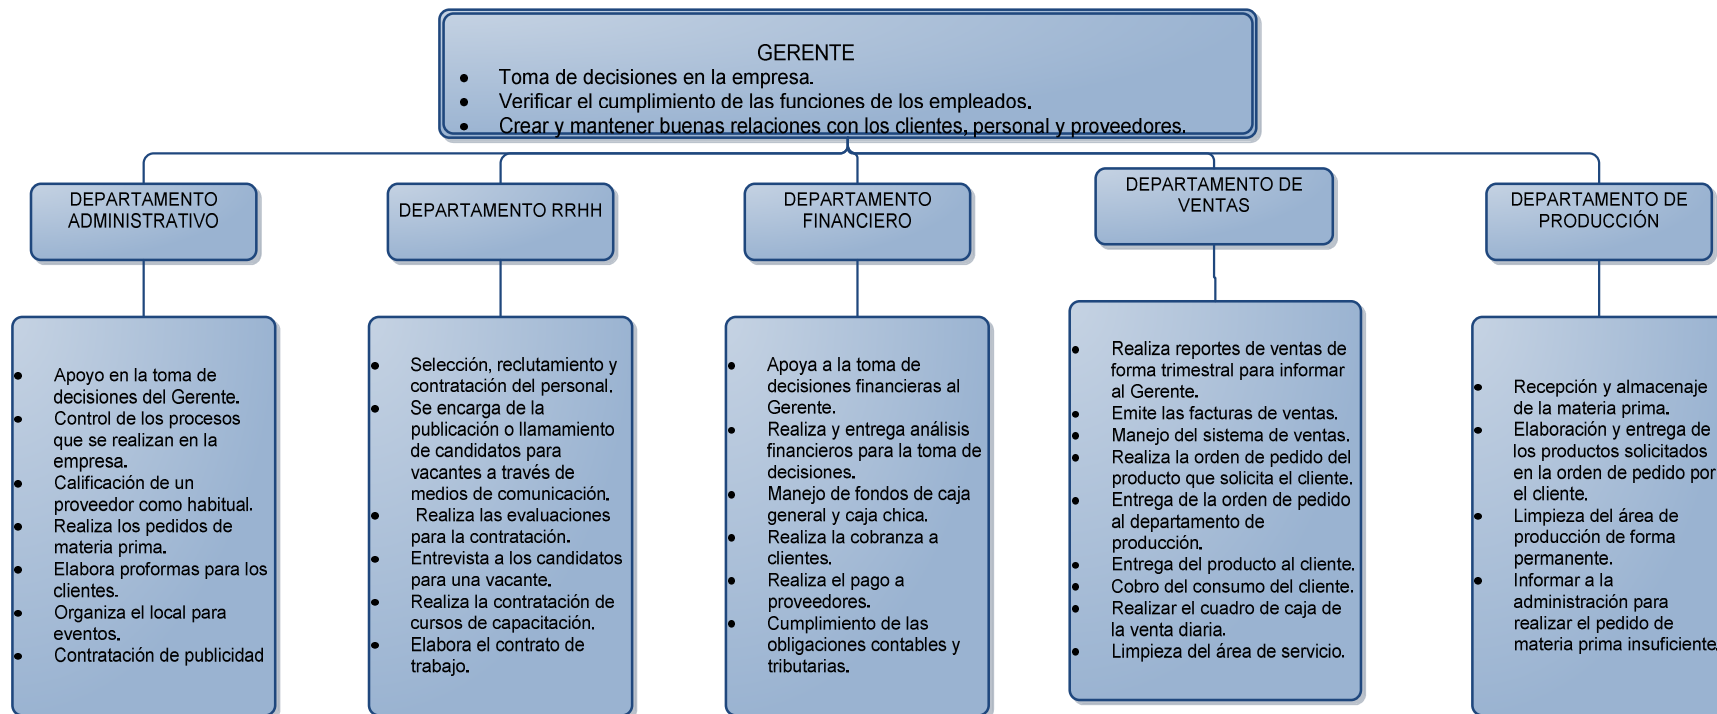 GERENTE
• Toma de decisiones en la empresa.
• Verificar el cumplimiento de las funciones de los empleados.
• Crear y mantener buenas relaciones con los clientes, personal y proveedores.
DEPARTAMENTO
ADMINISTRATIVO
DEPARTAMENTO RRHH
DEPARTAMENTO
FINANCIERO
DEPARTAMENTO DE
VENTAS
DEPARTAMENTO DE
PRODUCCIÓN
• Apoyo en la toma de
decisiones del Gerente.
• Control de los procesos
que se realizan en la
empresa.
• Calificación de un
proveedor como habitual.
• Realiza los pedidos de
materia prima.
• Elabora proformas para los
clientes.
• Organiza el local para
eventos.
• Contratación de publicidad
• Selección, reclutamiento y
contratación del personal.
• Se encarga de la
publicación o llamamiento
de candidatos para
vacantes a través de
medios de comunicación.
• Realiza las evaluaciones
para la contratación.
• Entrevista a los candidatos
para una vacante.
• Realiza la contratación de
cursos de capacitación.
• Elabora el contrato de
trabajo.
• Apoya a la toma de
decisiones financieras al
Gerente.
• Realiza y entrega análisis
financieros para la toma de
decisiones.
• Manejo de fondos de caja
general y caja chica.
• Realiza la cobranza a
clientes.
• Realiza el pago a
proveedores.
• Cumplimiento de las
obligaciones contables y
tributarias.
• Realiza reportes de ventas de
forma trimestral para informar
al Gerente.
• Emite las facturas de ventas.
• Manejo del sistema de ventas.
• Realiza la orden de pedido del
producto que solicita el cliente.
• Entrega de la orden de pedido
al departamento de
producción.
• Entrega del producto al cliente.
• Cobro del consumo del cliente.
• Realizar el cuadro de caja de
la venta diaria.
• Limpieza del área de servicio.
• Recepción y almacenaje
de la materia prima.
• Elaboración y entrega de
los productos solicitados
en la orden de pedido por
el cliente.
• Limpieza del área de
producción de forma
permanente.
• Informar a la
administración para
realizar el pedido de
materia prima insuficiente.